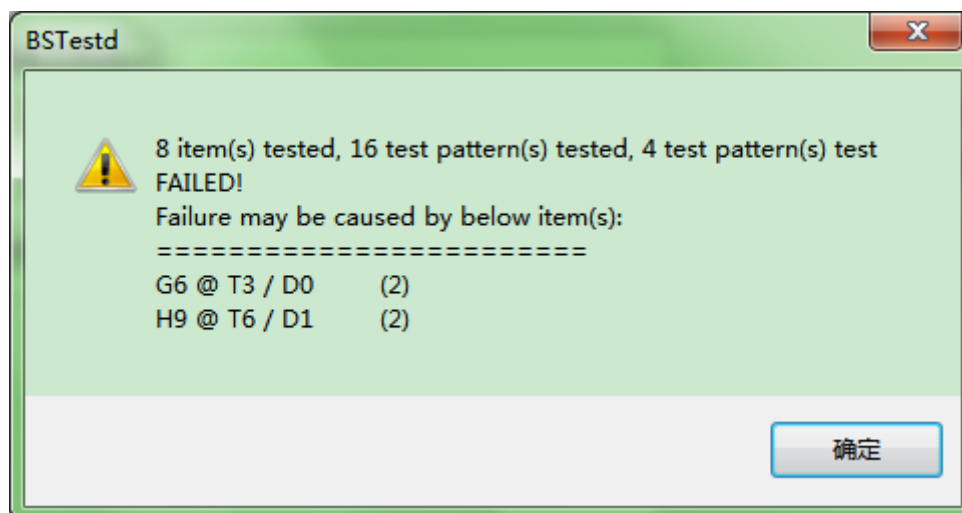 BSTestd
8 item(s) tested, 16 test pattern(s) tested, 4 test pattern(s) test
FAILED!
Failure may be caused by below item(s):
========================
G6 @ T3 / D0 (2)
H9 @ T6 / D1 (2)
确定